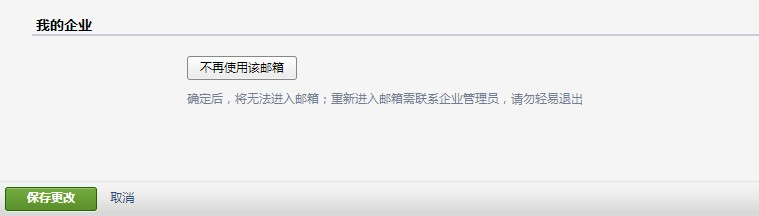 我的企业
不再使用该邮箱
确定后，将无法进入邮箱；重新进入邮箱需联系企业管理员，请勿轻易退出
保存更改 取消